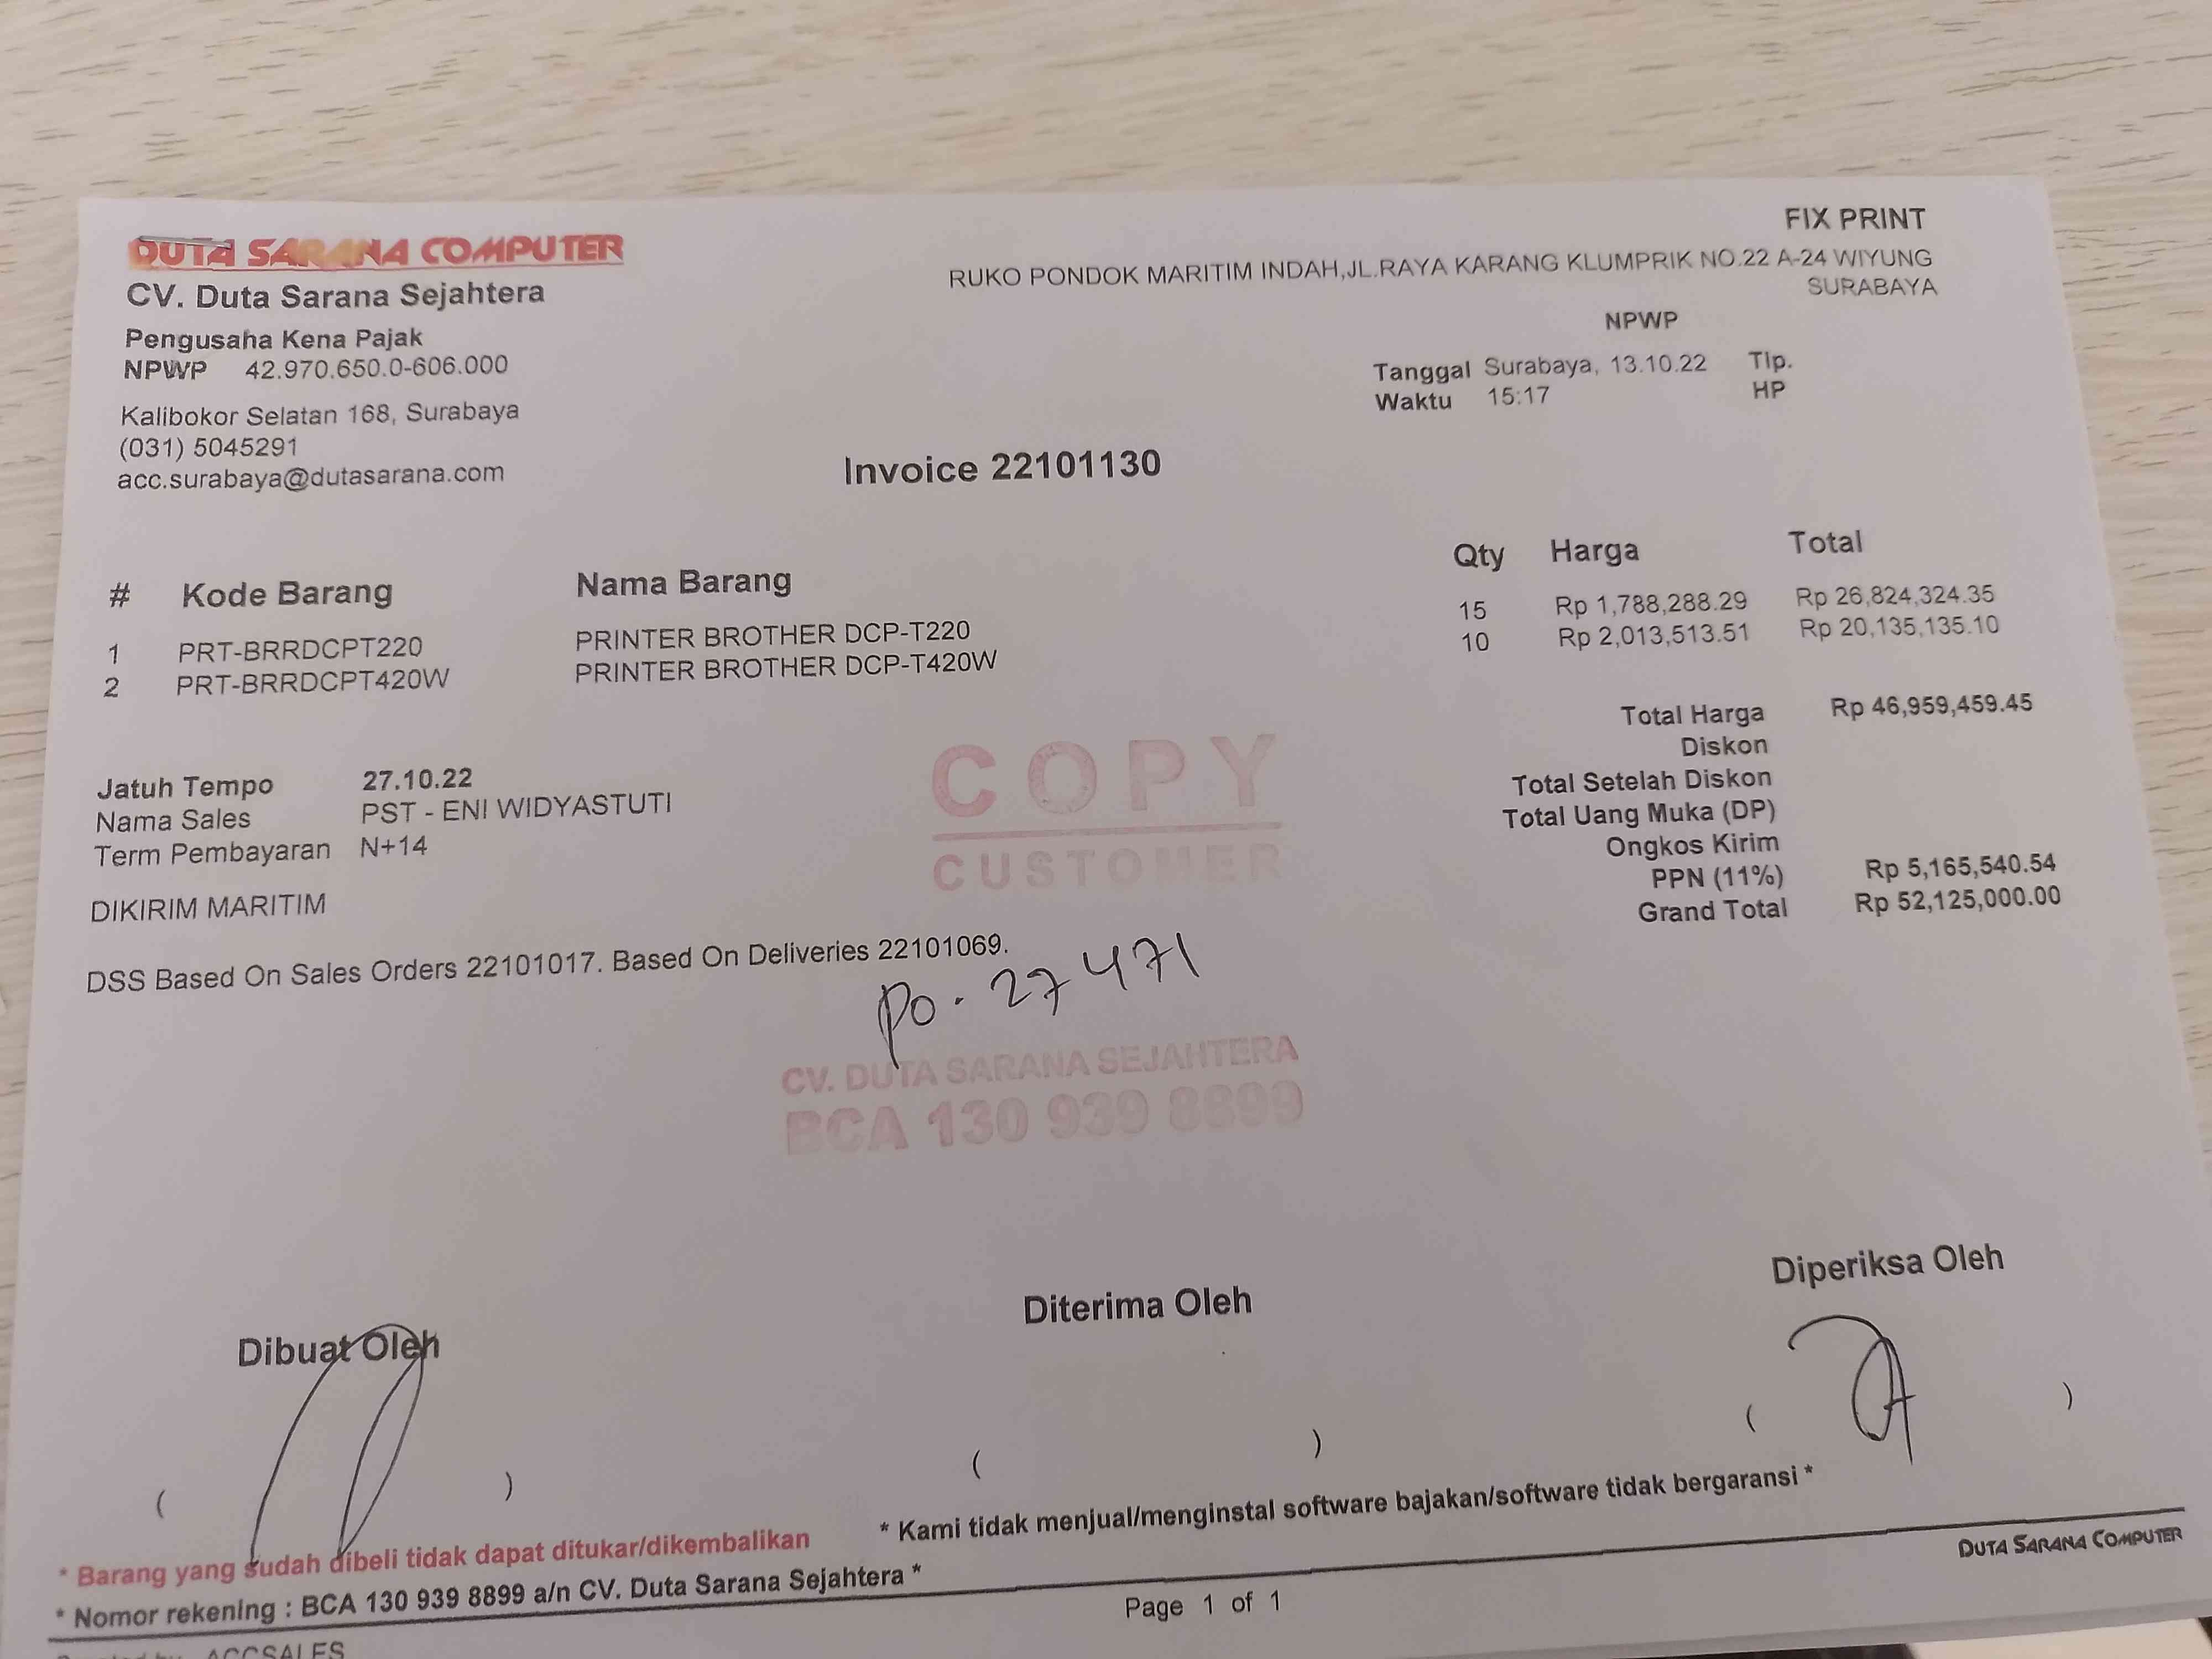 DUTA SARANA COMPUTER
CV. Duta Sarana Sejahtera
Pengusaha Kena Pajak
NPWP 42.970.650.0-606.000
Kalibokor Selatan 168, Surabaya
(031) 5045291
acc.surabaya@dutasarana.com
FIX PRINT
RUKO PONDOK MARITIM INDAH,JL.RAYA KARANG KLUMPRIK NO.22 A-24 WIYUNG
SURABAYA
NPWP
Tanggal Surabaya, 13.10.22 Tlp.
Waktu 15:17 HP
Invoice 22101130
# Kode Barang Nama Barang Qty Harga Total
1 PRT-BRRDCPT220 PRINTER BROTHER DCP-T220 15 Rp 1,788,288.29 Rp 26,824,324.35
2 PRT-BRRDCPT420W PRINTER BROTHER DCP-T420W 10 Rp 2,013,513.51 Rp 20,135,135.10
Total Harga Rp 46,959,459.45
Diskon
Total Setelah Diskon
Total Uang Muka (DP)
Ongkos Kirim
PPN (11%) Rp 5,165,540.54
Grand Total Rp 52,125,000.00
Jatuh Tempo 27.10.22
Nama Sales PST - ENI WIDYASTUTI
Term Pembayaran N+14
DIKIRIM MARITIM
COPY
CUSTOMER
DSS Based On Sales Orders 22101017. Based On Deliveries 22101069.
PO. 27471
CV. DUTA SARANA SEJAHTERA
BCA 130 939 8899
Dibuat Oleh Diterima Oleh Diperiksa Oleh
( ) ( ) ( )
* Barang yang sudah dibeli tidak dapat ditukar/dikembalikan * Kami tidak menjual/menginstal software bajakan/software tidak bergaransi *
* Nomor rekening : BCA 130 939 8899 a/n CV. Duta Sarana Sejahtera *
DUTA SARANA COMPUTER
Page 1 of 1
ACCSALES